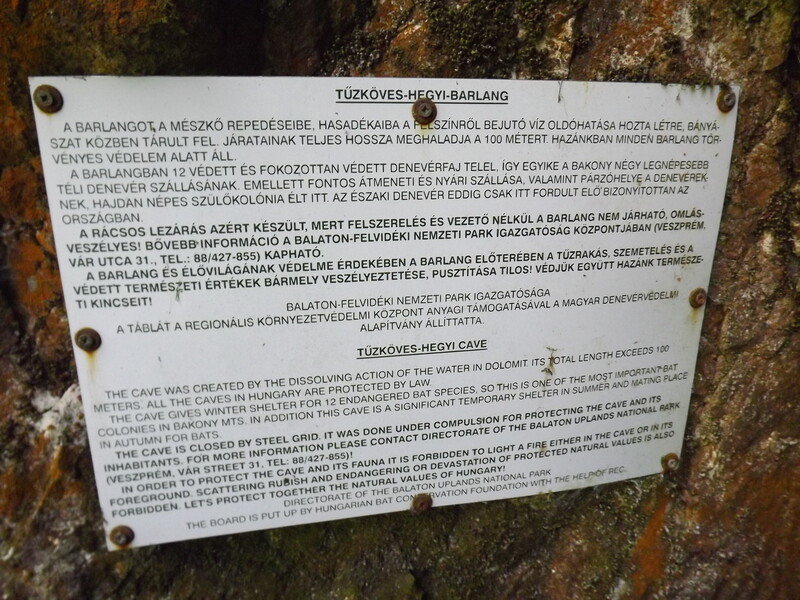 TŰZKÖVES-HEGYI-BARLANG
A BARLANGOT A MÉSZKŐ REPEDÉSEIBE, HASADÉKAIBA A FELSZÍNRŐL BEJUTÓ VÍZ OLDÓHATÁSA HOZTA LÉTRE, BÁNYÁ-
SZAT KÖZBEN TÁRULT FEL. JÁRATAINAK TELJES HOSSZA MEGHALADJA A 100 MÉTERT. HAZÁNKBAN MINDEN BARLANG TÖR-
VÉNYES VÉDELEM ALATT ÁLL.
A BARLANGBAN 12 VÉDETT ÉS FOKOZOTTAN VÉDETT DENEVÉRFAJ TELEL, ÍGY EGYIKE A BAKONY NÉGY LEGNÉPESEBB
TÉLI DENEVÉR SZÁLLÁSÁNAK. EMELLETT FONTOS ÁTMENETI ÉS NYÁRI SZÁLLÁSA, VALAMINT PÁRZÓHELYE A DENEVÉREK-
NEK, HAJDAN NÉPES SZÜLŐKOLÓNIA ÉLT ITT. AZ ÉSZAKI DENEVÉR EDDIG CSAK ITT FORDULT ELŐ BIZONYÍTOTTAN AZ
ORSZÁGBAN.
A RÁCSOS LEZÁRÁS AZÉRT KÉSZÜLT, MERT FELSZERELÉS ÉS VEZETŐ NÉLKÜL A BARLANG NEM JÁRHATÓ, OMLÁS-
VESZÉLYES! BŐVEBB INFORMÁCIÓ A BALATON-FELVIDÉKI NEMZETI PARK IGAZGATÓSÁG KÖZPONTJÁBAN (VESZPRÉM,
VÁR UTCA 31., TEL.: 88/427-855) KAPHATÓ.
A BARLANG ÉS ÉLŐVILÁGÁNAK VÉDELME ÉRDEKÉBEN A BARLANG ELŐTERÉBEN A TŰZRAKÁS, SZEMETELÉS ÉS A
VÉDETT TERMÉSZETI ÉRTÉKEK BÁRMELY VESZÉLYEZTETÉSE, PUSZTÍTÁSA TILOS! VÉDJÜK EGYÜTT HAZÁNK TERMÉSZE-
TI KINCSEIT!
BALATON-FELVIDÉKI NEMZETI PARK IGAZGATÓSÁGA
A TÁBLÁT A REGIONÁLIS KÖRNYEZETVÉDELMI KÖZPONT ANYAGI TÁMOGATÁSÁVAL A MAGYAR DENEVÉRVÉDELMI
ALAPÍTVÁNY ÁLLÍTTATTA.
TŰZKÖVES-HEGYI CAVE
THE CAVE WAS CREATED BY THE DISSOLVING ACTION OF THE WATER IN DOLOMIT. ITS TOTAL LENGTH EXCEEDS 100
METERS. ALL THE CAVES IN HUNGARY ARE PROTECTED BY LAW.
THE CAVE GIVES WINTER SHELTER FOR 12 ENDANGERED BAT SPECIES, SO THIS IS ONE OF THE MOST IMPORTANT BAT
COLONIES IN BAKONY MTS. IN ADDITION THIS CAVE IS A SIGNIFICANT TEMPORARY SHELTER IN SUMMER AND MATING PLACE
IN AUTUMN FOR BATS.
THE CAVE IS CLOSED BY STEEL GRID. IT WAS DONE UNDER COMPULSION FOR PROTECTING THE CAVE AND ITS
INHABITANTS. FOR MORE INFORMATION PLEASE CONTACT DIRECTORATE OF THE BALATON UPLANDS NATIONAL PARK
(VESZPRÉM, VÁR STREET 31, TEL: 88/427-855)!
IN ORDER TO PROTECT THE CAVE AND ITS FAUNA IT IS FORBIDDEN TO LIGHT A FIRE EITHER IN THE CAVE OR IN ITS
FOREGROUND. SCATTERING RUBISH AND ENDANGERING OR DEVASTATION OF PROTECTED NATURAL VALUES IS ALSO
FORBIDDEN. LET'S PROTECT TOGETHER THE NATURAL VALUES OF HUNGARY!
DIRECTORATE OF THE BALATON UPLANDS NATIONAL PARK
THE BOARD IS PUT UP BY HUNGARIAN BAT CONSERVATION FOUNDATION WITH THE HELP OF REC.